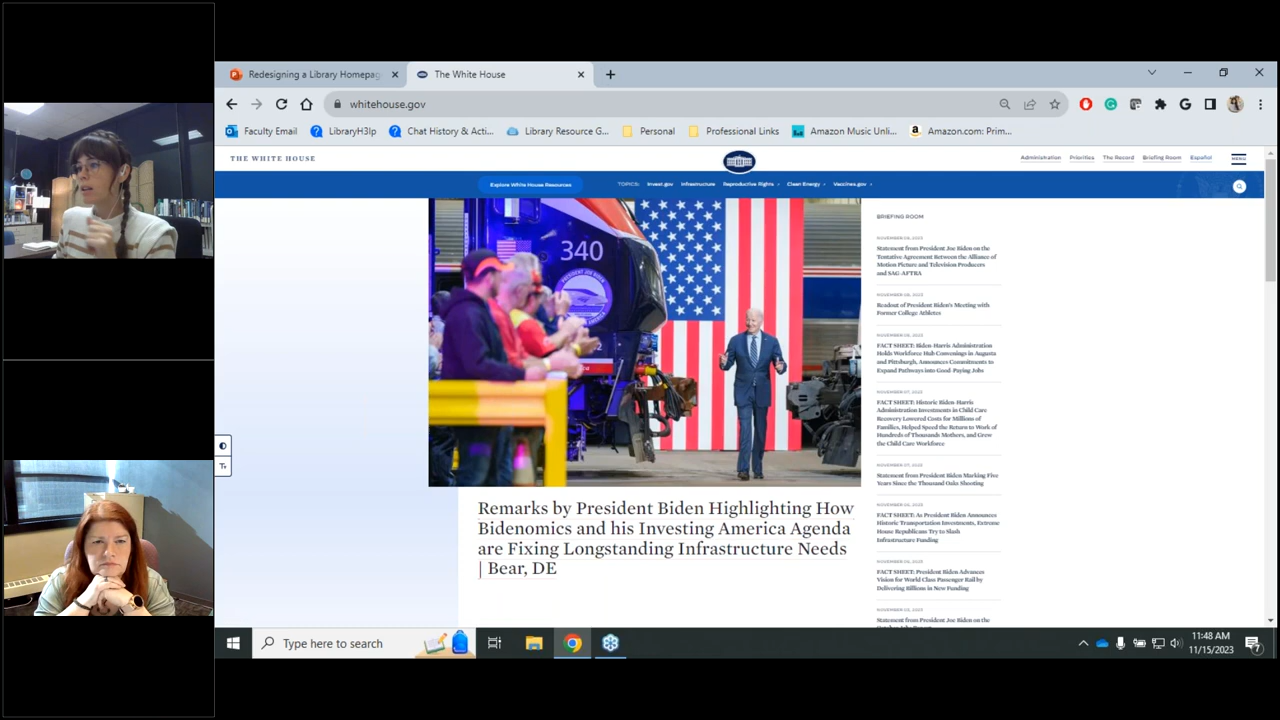 Redesigning a Library Homepag
The White House
whitehouse.gov
Faculty Email
LibraryH3lp
Chat History & Acti...
Library Resource G...
Personal
Professional Links
Amazon Music Unli...
Amazon.com: Prim...
THE WHITE HOUSE
Administration
Priorities
The Record
Briefing Room
Español
MENU
Explore White House Resources
TOPICS:
Invest.gov
Infrastructure
Reproductive Rights
Clean Energy
Vaccines.gov
340
BRIEFING ROOM
NOVEMBER 09, 2023
Statement from President Joe Biden on the
Tentative Agreement Between the Alliance of
Motion Picture and Television Producers
and SAG-AFTRA
Readout of President Biden's Meeting with
Former College Athletes
FACT SHEET: Biden-Harris Administration
Holds Workforce Hub Convenings in Augusta
and Pittsburgh, Announces Commitments to
Expand Pathways into Good-Paying Jobs
NOVEMBER 07, 2023
FACT SHEET: Historic Biden-Harris
Administration Investments in Child Care
Recovery Lowered Costs for Millions of
Families, Helped Speed the Return to Work of
Hundreds of Thousands Mothers, and Grew
the Child Care Workforce
NOVEMBER 07, 2023
Statement from President Biden Marking Five
Years Since the Thousand Oaks Shooting
FACT SHEET: As President Biden Announces
Historic Transportation Investments, Extreme
House Republicans Try to Slash
Infrastructure Funding
FACT SHEET: President Biden Advances
Vision for World Class Passenger Rail by
Delivering Billions in New Funding
Statement from President Joe Biden on the
Remarks by President Biden Highlighting How
Bidenomics and his Investing America Agenda
are Fixing Longstanding Infrastructure Needs
| Bear, DE
Type here to search
11:48 AM
11/15/2023
7